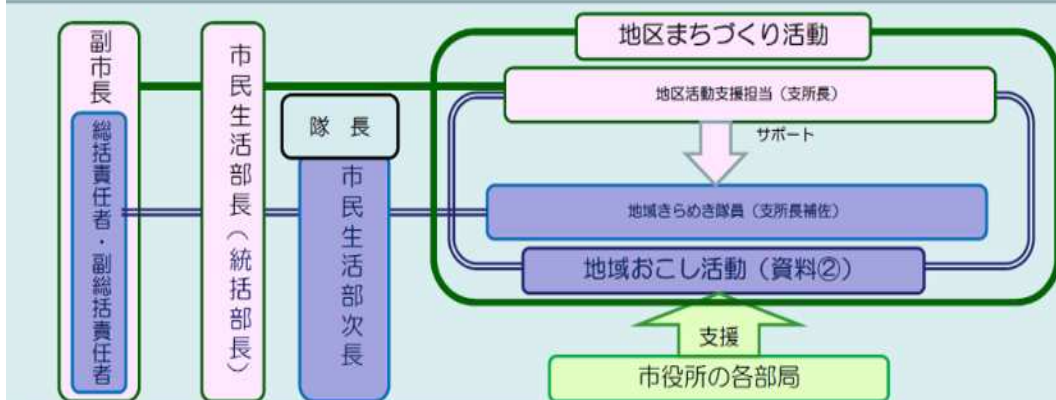 副市長
総括責任者・副総括責任者
市民生活部長（統括部長）
隊　長
市民生活部次長
地区まちづくり活動
地区活動支援担当（支所長）
サポート
地域きらめき隊員（支所長補佐）
地域おこし活動（資料②）
支援
市役所の各部局